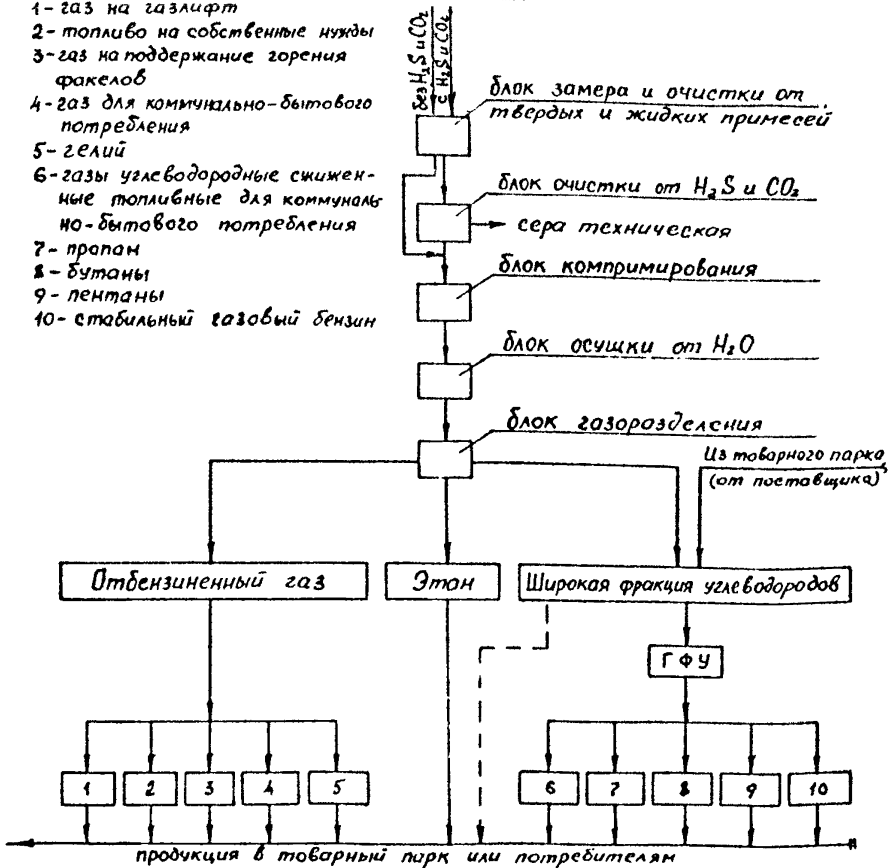 1- газ на газлифт
2- топливо на собственные нужды
3- газ на поддержание горения
факелов
4- газ для коммунально-бытового
потребления
5- гелий
6- газы углеводородные сжижен-
ные топливные для коммуналь
но-бытового потребления
7- пропан
8- бутаны
9- пентаны
10- стабильный газовый бензин
без H₂S и CO₂
с H₂S и CO₂
блок замера и очистки от
твердых и жидких примесей
блок очистки от H₂S и CO₂
сера техническая
блок компримирования
блок осушки от H₂O
блок газоразделения
Из товарного парка
(от поставщика)
Отбензиненный газ
Этан
Широкая фракция углеводородов
ГФУ
1 2 3 4 5
6 7 8 9 10
продукция в товарный парк или потребителям